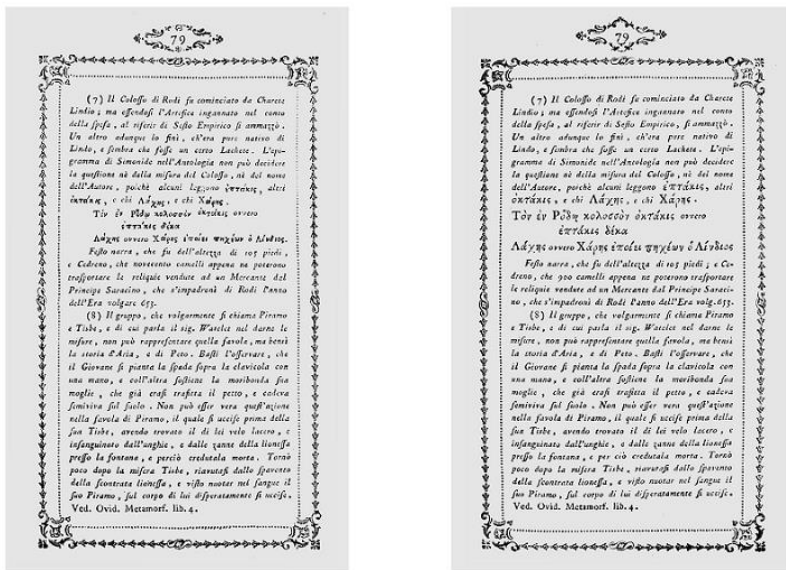 79
(7) Il Coloſſo di Rodi fu cominciato da Charete
Lindio; ma eſſendoſi l'Artefice ingannato nel conto
della ſpeſa, al riferir di Seſto Empirico, ſi ammazzò.
Un altro adunque lo finì, ch'era pure nativo di
Lindo, e ſembra che foſſe un certo Lachete. L'epi-
gramma di Simonide nell'Antologia non può decidere
la queſtione nè della miſura del Coloſſo, nè del nome
dell'Autore, poichè alcuni leggono ἑπτάκις, altri
ὀκτάκις, e chi Λάχης, e chi Χάρης.
Τὸν ἐν Ρόδῳ κολοσσὸν ὀκτάκις ovvero
ἑπτάκις δέκα
Λάχης ovvero Χάρης ἐποίει πηχέων ὁ Λίνδιος.
Feſto narra, che fu dell'altezza di 105 piedi,
e Cedreno, che novecento camelli appena ne poterono
traſportare le reliquie vendute ad un Mercante del
Principe Saracino, che s'impadronì di Rodi l'anno
dell'Era volgare 653.
(8) Il gruppo, che volgarmente ſi chiama Piramo
e Tisbe, e di cui parla il sig. Watelet nel darne le
miſure, non può rappreſentare quella favola, ma bensì
la storia d'Aria, e di Peto. Baſti l'oſſervare, che
il Giovane ſi pianta la ſpada ſopra la clavicola con
una mano, e coll'altra ſoſtiene la moribonda ſua
moglie, che già eraſi trafitta il petto, e cadeva
ſemiviva ſul ſuolo. Non può eſſer vera queſt'azione
nella favola di Piramo, il quale ſi ucciſe prima della
ſua Tisbe, avendo trovato il di lei velo lacero, e
inſanguinato dall'unghie, e dalle zanne della lioneſſa
preſſo la fontana, e perciò credutala morta. Tornò
poco dopo la miſera Tisbe, riavutaſi dallo ſpavento
della ſcontrata lioneſſa, e viſto nuotar nel ſangue il
ſuo Piramo, ſul corpo di lui diſperatamente ſi ucciſe.
Ved. Ovid. Metamorf. lib. 4.
79
(7) Il Coloſſo di Rodi fu cominciato da Charete
Lindio; ma eſſendoſi l'Artefice ingannato nel conto
della ſpeſa, al riferir di Seſto Empirico, ſi ammazzò.
Un altro adunque lo finì, ch'era pure nativo di
Lindo, e ſembra che foſſe un certo Lachete. L'epi-
gramma di Simonide nell'Antologia non può decidere
la queſtione nè della miſura del Coloſſo, nè del nome
dell'Autore, poichè alcuni leggono ἑπτάκις, altri
ὀκτάκις, e chi Λάχης, e chi Χάρης.
Τὸν ἐν Ρόδῃ κολοσσὸν ὀκτάκις ovvero
ἑπτάκις δέκα
Λάχης ovvero Χάρης ἐποίει πηχέων ὁ Λίνδιος
Feſto narra, che fu dell'altezza di 105 piedi; e Ce-
dreno, che 900 camelli appena ne poterono traſportare
le reliquie vendute ad un Mercante dal Principe Saraci-
no, che s'impadronì di Rodi l'anno dell'Era volg. 653.
(8) Il gruppo, che volgarmente ſi chiama Piramo
e Tisbe, e di cui parla il sig. Watelet nel darne le
miſure, non può rappreſentare quella favola, ma bensì
la storia d'Aria, e di Peto. Baſti l'oſſervare, che
il Giovane ſi pianta la ſpada ſopra la clavicola con
una mano, e coll'altra ſoſtiene la moribonda ſua
moglie, che già eraſi trafitta il petto, e cadeva
ſemiviva ſul ſuolo. Non può eſſer vera queſt'azione
nella favola di Piramo, il quale ſi ucciſe prima della
ſua Tisbe, avendo trovato il di lei velo lacero, e
inſanguinato dall'unghie, e dalle zanne della lioneſſa
preſſo la fontana, e per ciò credutala morta. Tornò
poco dopo la miſera Tisbe, riavutaſi dallo ſpavento
della ſcontrata lioneſſa, e viſto nuotar nel ſangue il
ſuo Piramo, ſul corpo di lui diſperatamente ſi ucciſe.
Ved. Ovid. Metamorf. lib. 4.